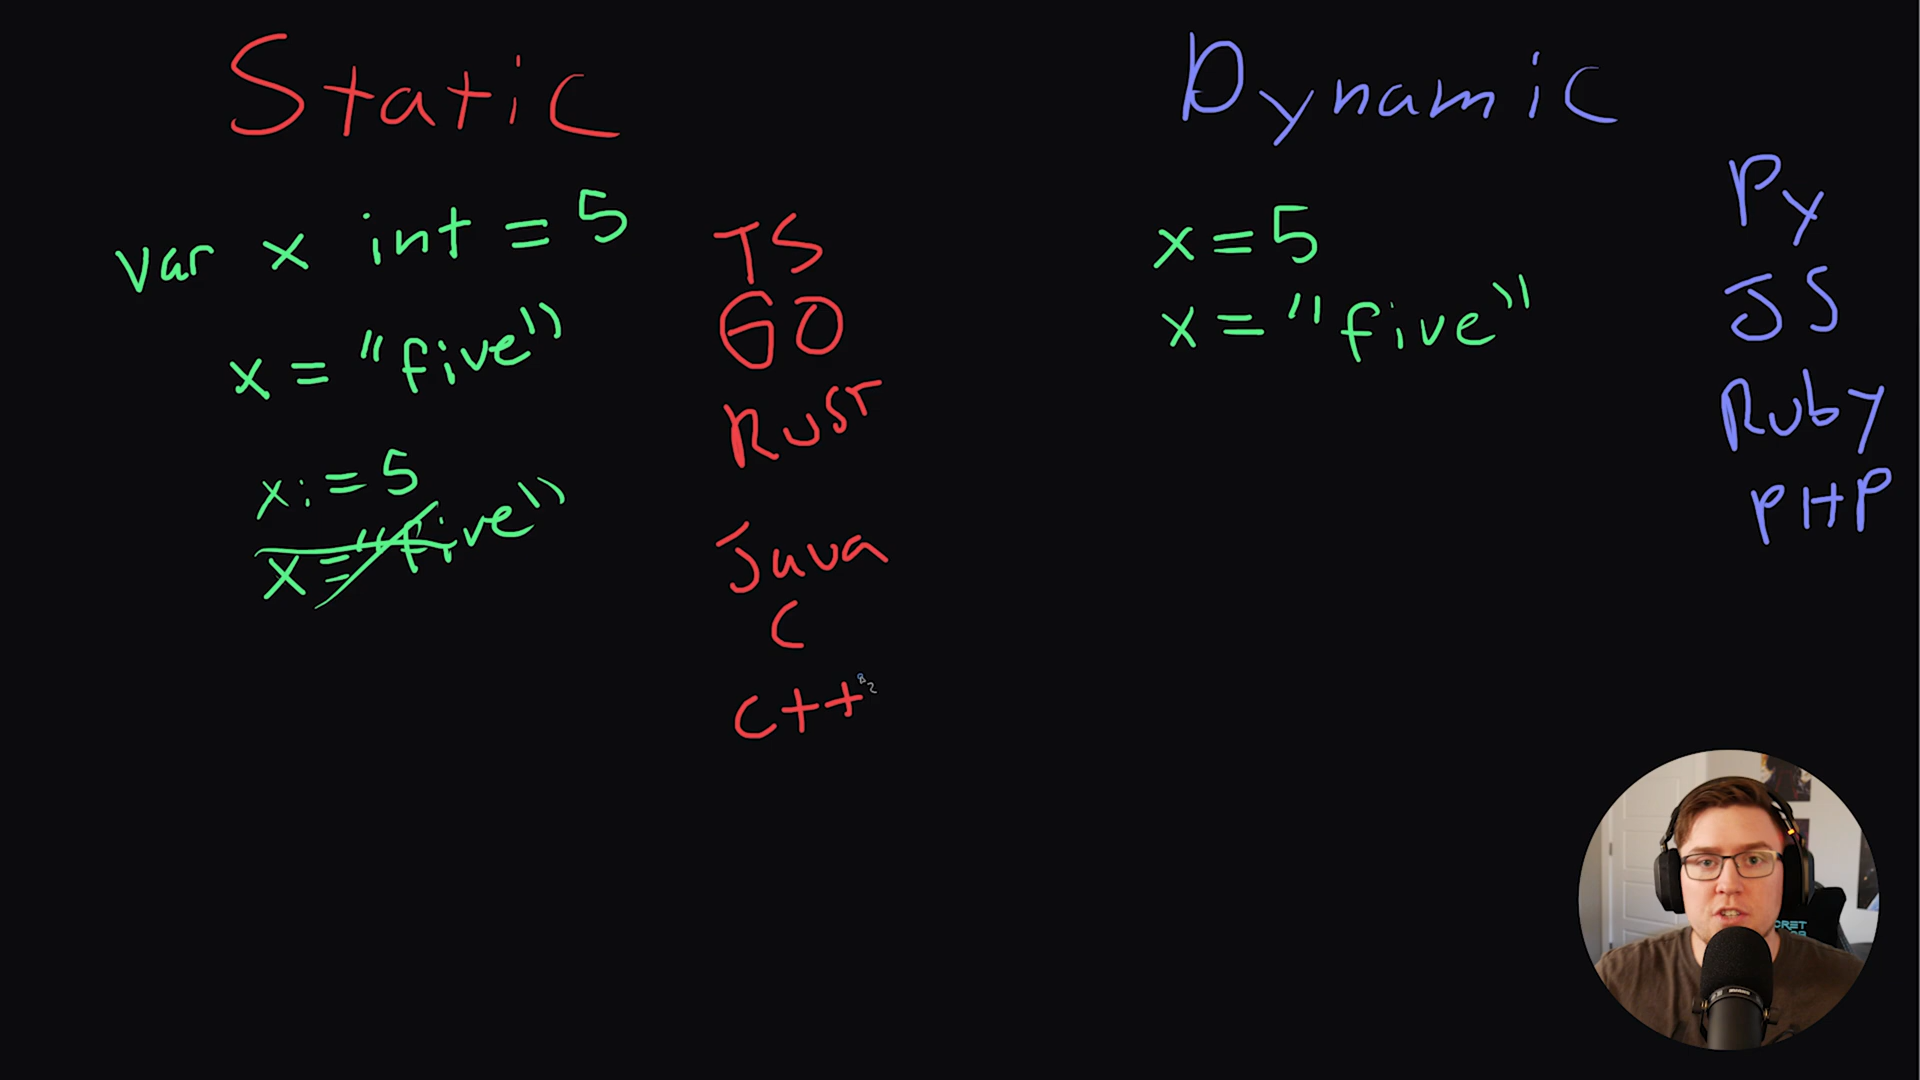 Static
var x int = 5
x = "five"
x := 5
x = "five"
TS
GO
RUST
Java
C
C++
Dynamic
x = 5
x = "five"
Py
JS
Ruby
PHP